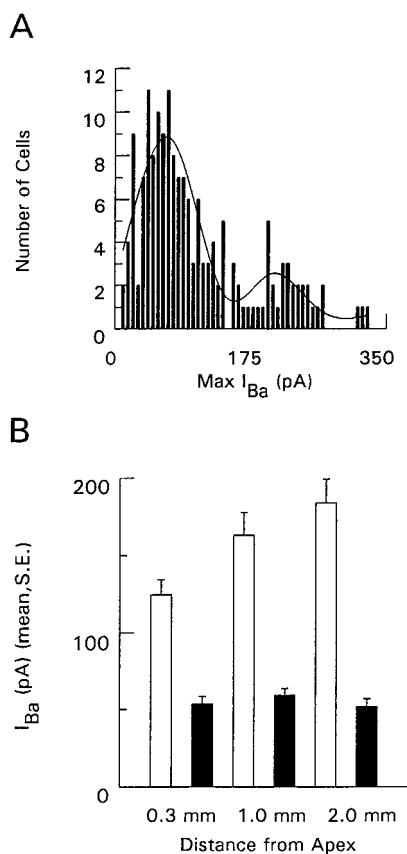 A
Number of Cells
12
10
8
6
4
2
0
0 175 350
Max I_Ba (pA)
B
I_Ba (pA) (mean,S.E.)
200
100
0
0.3 mm 1.0 mm 2.0 mm
Distance from Apex